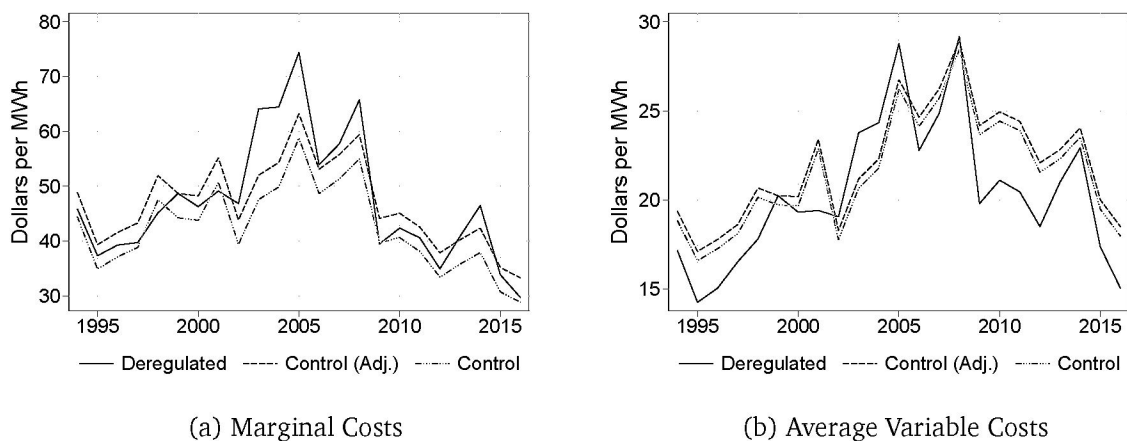 80
70
60
50
40
30
Dollars per MWh
1995 2000 2005 2010 2015
Deregulated Control (Adj.) Control
(a) Marginal Costs
30
25
20
15
Dollars per MWh
1995 2000 2005 2010 2015
Deregulated Control (Adj.) Control
(b) Average Variable Costs